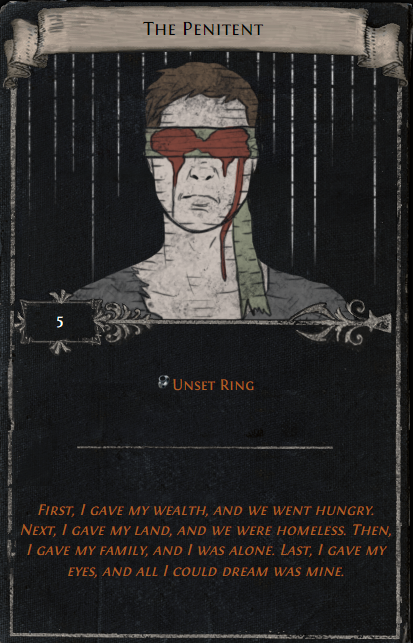 The Penitent
5
Unset Ring
First, I gave my wealth, and we went hungry.
Next, I gave my land, and we were homeless. Then,
I gave my family, and I was alone. Last, I gave my
eyes, and all I could dream was mine.